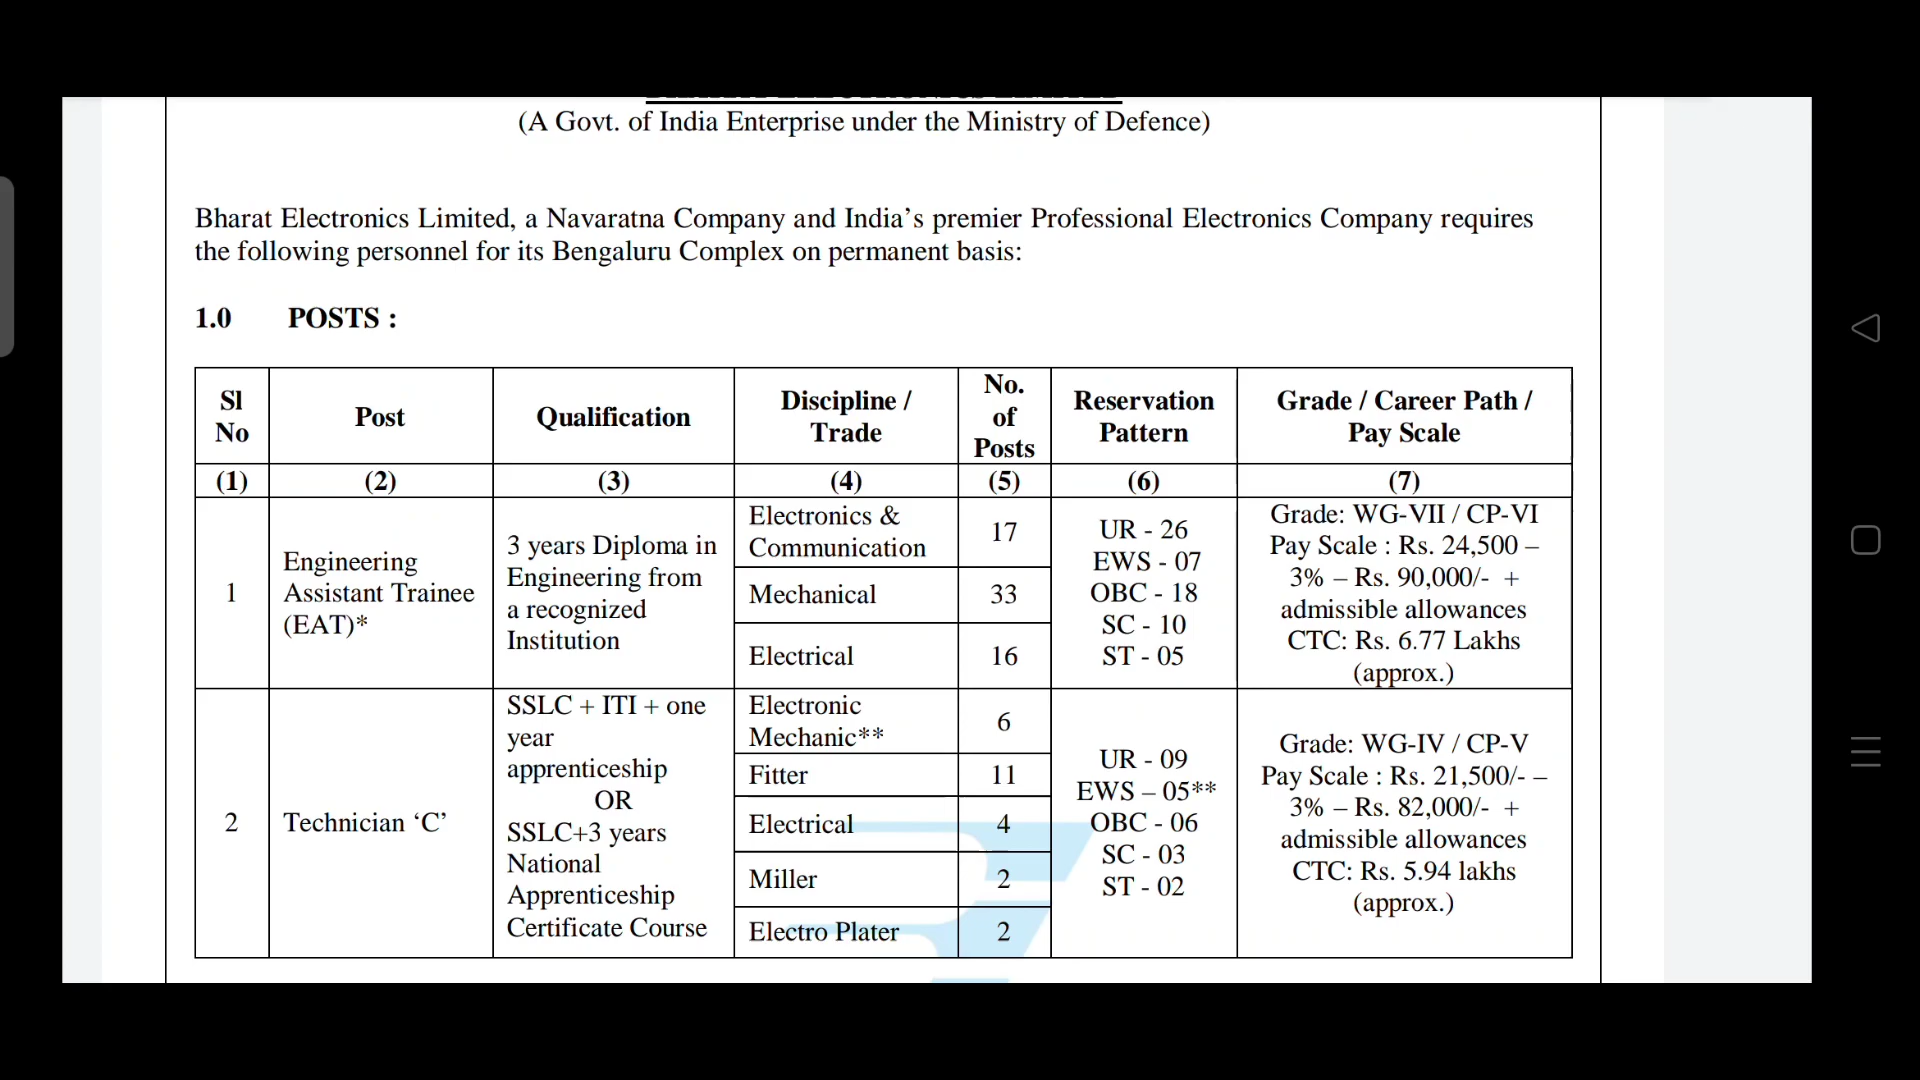 (A Govt. of India Enterprise under the Ministry of Defence)
Bharat Electronics Limited, a Navaratna Company and India’s premier Professional Electronics Company requires
the following personnel for its Bengaluru Complex on permanent basis:
1.0 POSTS :
Sl
No
Post
Qualification
Discipline /
Trade
No.
of
Posts
Reservation
Pattern
Grade / Career Path /
Pay Scale
(1) (2) (3) (4) (5) (6) (7)
1
Engineering
Assistant Trainee
(EAT)*
3 years Diploma in
Engineering from
a recognized
Institution
Electronics &
Communication
17
Mechanical
33
Electrical
16
UR - 26
EWS - 07
OBC - 18
SC - 10
ST - 05
Grade: WG-VII / CP-VI
Pay Scale : Rs. 24,500 –
3% – Rs. 90,000/- +
admissible allowances
CTC: Rs. 6.77 Lakhs
(approx.)
2
Technician ‘C’
SSLC + ITI + one
year
apprenticeship
OR
SSLC+3 years
National
Apprenticeship
Certificate Course
Electronic
Mechanic**
6
Fitter
11
Electrical
4
Miller
2
Electro Plater
2
UR - 09
EWS – 05**
OBC - 06
SC - 03
ST - 02
Grade: WG-IV / CP-V
Pay Scale : Rs. 21,500/- –
3% – Rs. 82,000/- +
admissible allowances
CTC: Rs. 5.94 lakhs
(approx.)